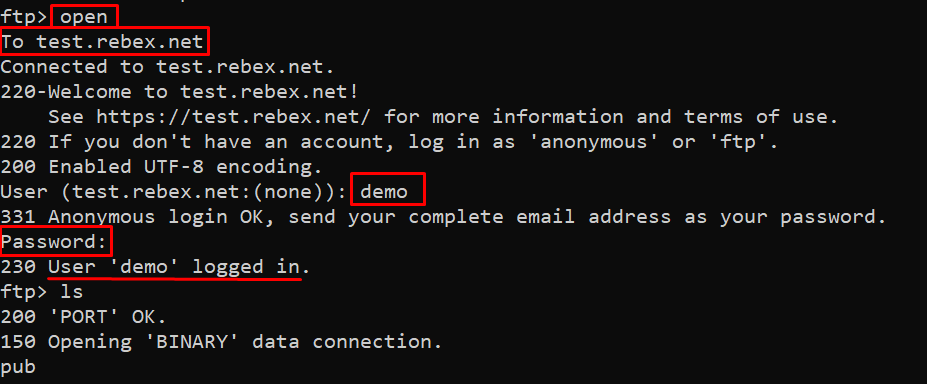 ftp> open
To test.rebex.net
Connected to test.rebex.net.
220-Welcome to test.rebex.net!
    See https://test.rebex.net/ for more information and terms of use.
220 If you don't have an account, log in as 'anonymous' or 'ftp'.
200 Enabled UTF-8 encoding.
User (test.rebex.net:(none)): demo
331 Anonymous login OK, send your complete email address as your password.
Password:
230 User 'demo' logged in.
ftp> ls
200 'PORT' OK.
150 Opening 'BINARY' data connection.
pub